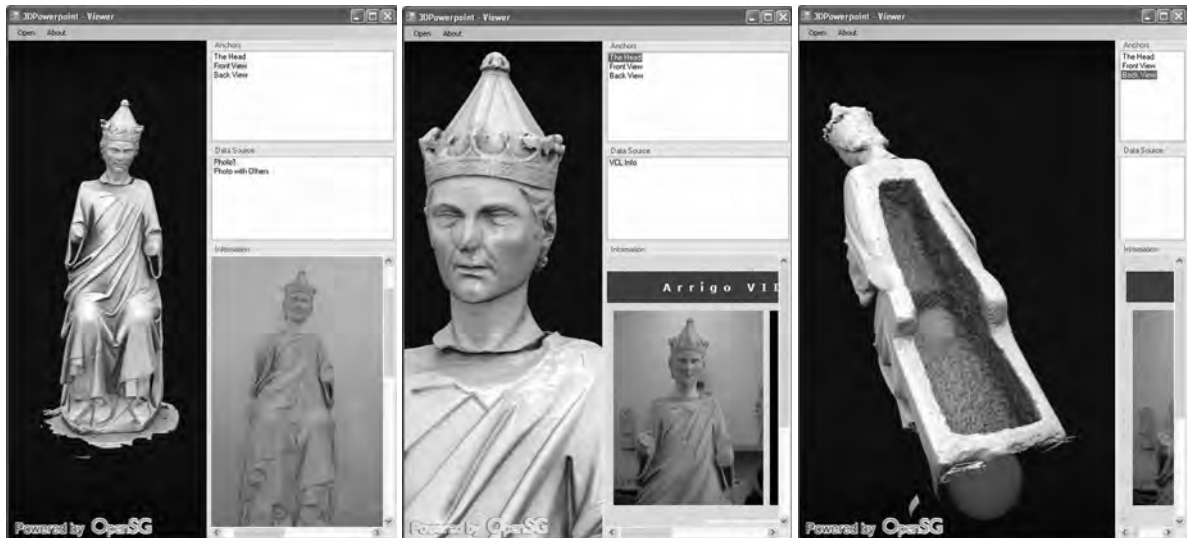 3DPowerpoint - Viewer
Open About
Anchors
The Head
Front View
Back View
Data Source
Photo1
Photo with Others
Information
Powered by OpenSG
3DPowerpoint - Viewer
Open About
Anchors
The Head
Front View
Back View
Data Source
VCL Info
Information
Arrigo VII
Powered by OpenSG
3DPowerpoint - Viewer
Open About
Anchors
The Head
Front View
Back View
Data Source
Information
Powered by OpenSG